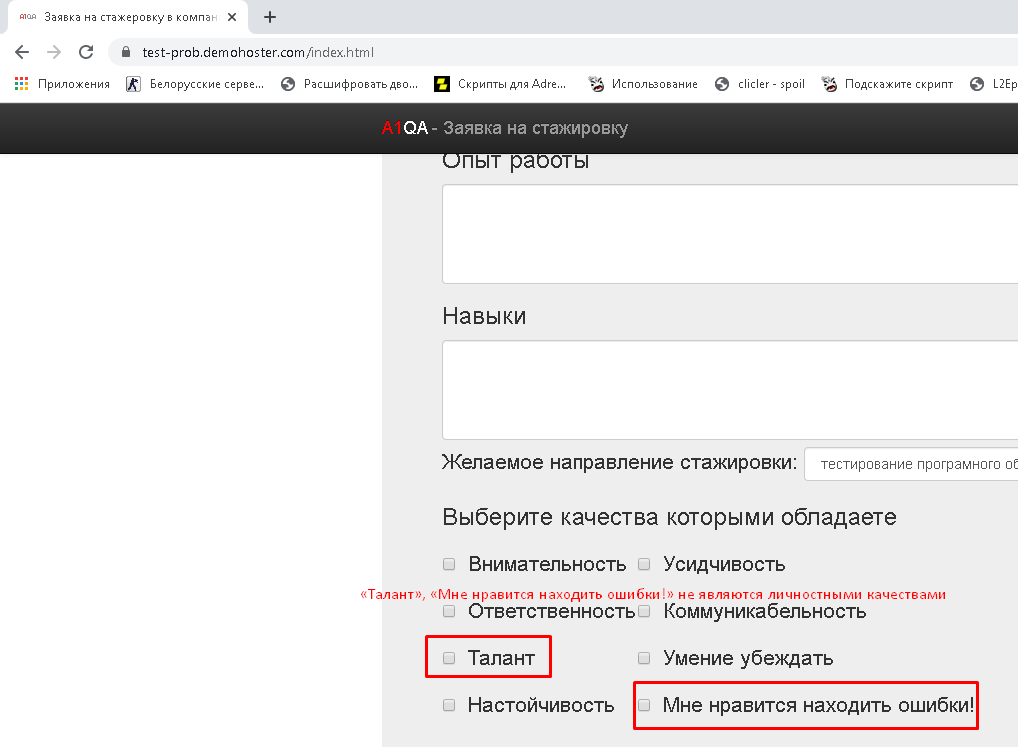 A1QA Заявка на стажировку в компан
test-prob.demohoster.com/index.html
Приложения Белорусские серве... Расшифровать дво... Скрипты для Adre... Использование clicler - spoil Подскажите скрипт L2Ep
A1QA - Заявка на стажировку
Опыт работы
Навыки
Желаемое направление стажировки: тестирование програмного об
Выберите качества которыми обладаете
Внимательность Усидчивость
«Талант», «Мне нравится находить ошибки!» не являются личностными качествами
Ответственность Коммуникабельность
Талант Умение убеждать
Настойчивость Мне нравится находить ошибки!